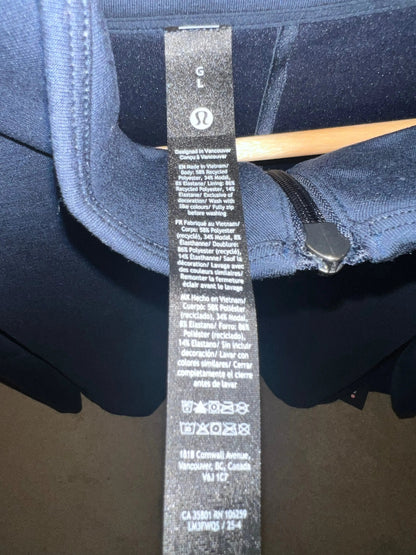 G
L
Designed in Vancouver
Conçu à Vancouver
EN Made in Vietnam/
Body: 58% Recycled
Polyester, 34% Modal,
8% Elastane/ Lining: 86%
Recycled Polyester, 14%
Elastane/ Exclusive of
decoration/ Wash with
like colours/ Fully zip
before washing
FR Fabriqué au Vietnam/
Corps: 58% Polyester
(recyclé), 34% Modal,
8% Élasthanne/ Doublure:
86% Polyester (recyclé),
14% Élasthanne/ Sauf la
décoration/ Lavage avec
des couleurs similaires/
Remonter la fermeture
éclair avant le lavage
MX Hecho en Vietnam/
Cuerpo: 58% Poliéster
(reciclado), 34% Modal,
8% Elastano/ Forro: 86%
Poliéster (reciclado),
14% Elastano/ Sin incluir
decoración/ Lavar con
colores similares/ Cerrar
completamente el cierre
antes de lavar
1818 Cornwall Avenue,
Vancouver, BC, Canada
V6J 1C7
CA 35801 RN 106259
LM3FWQS / 25-4